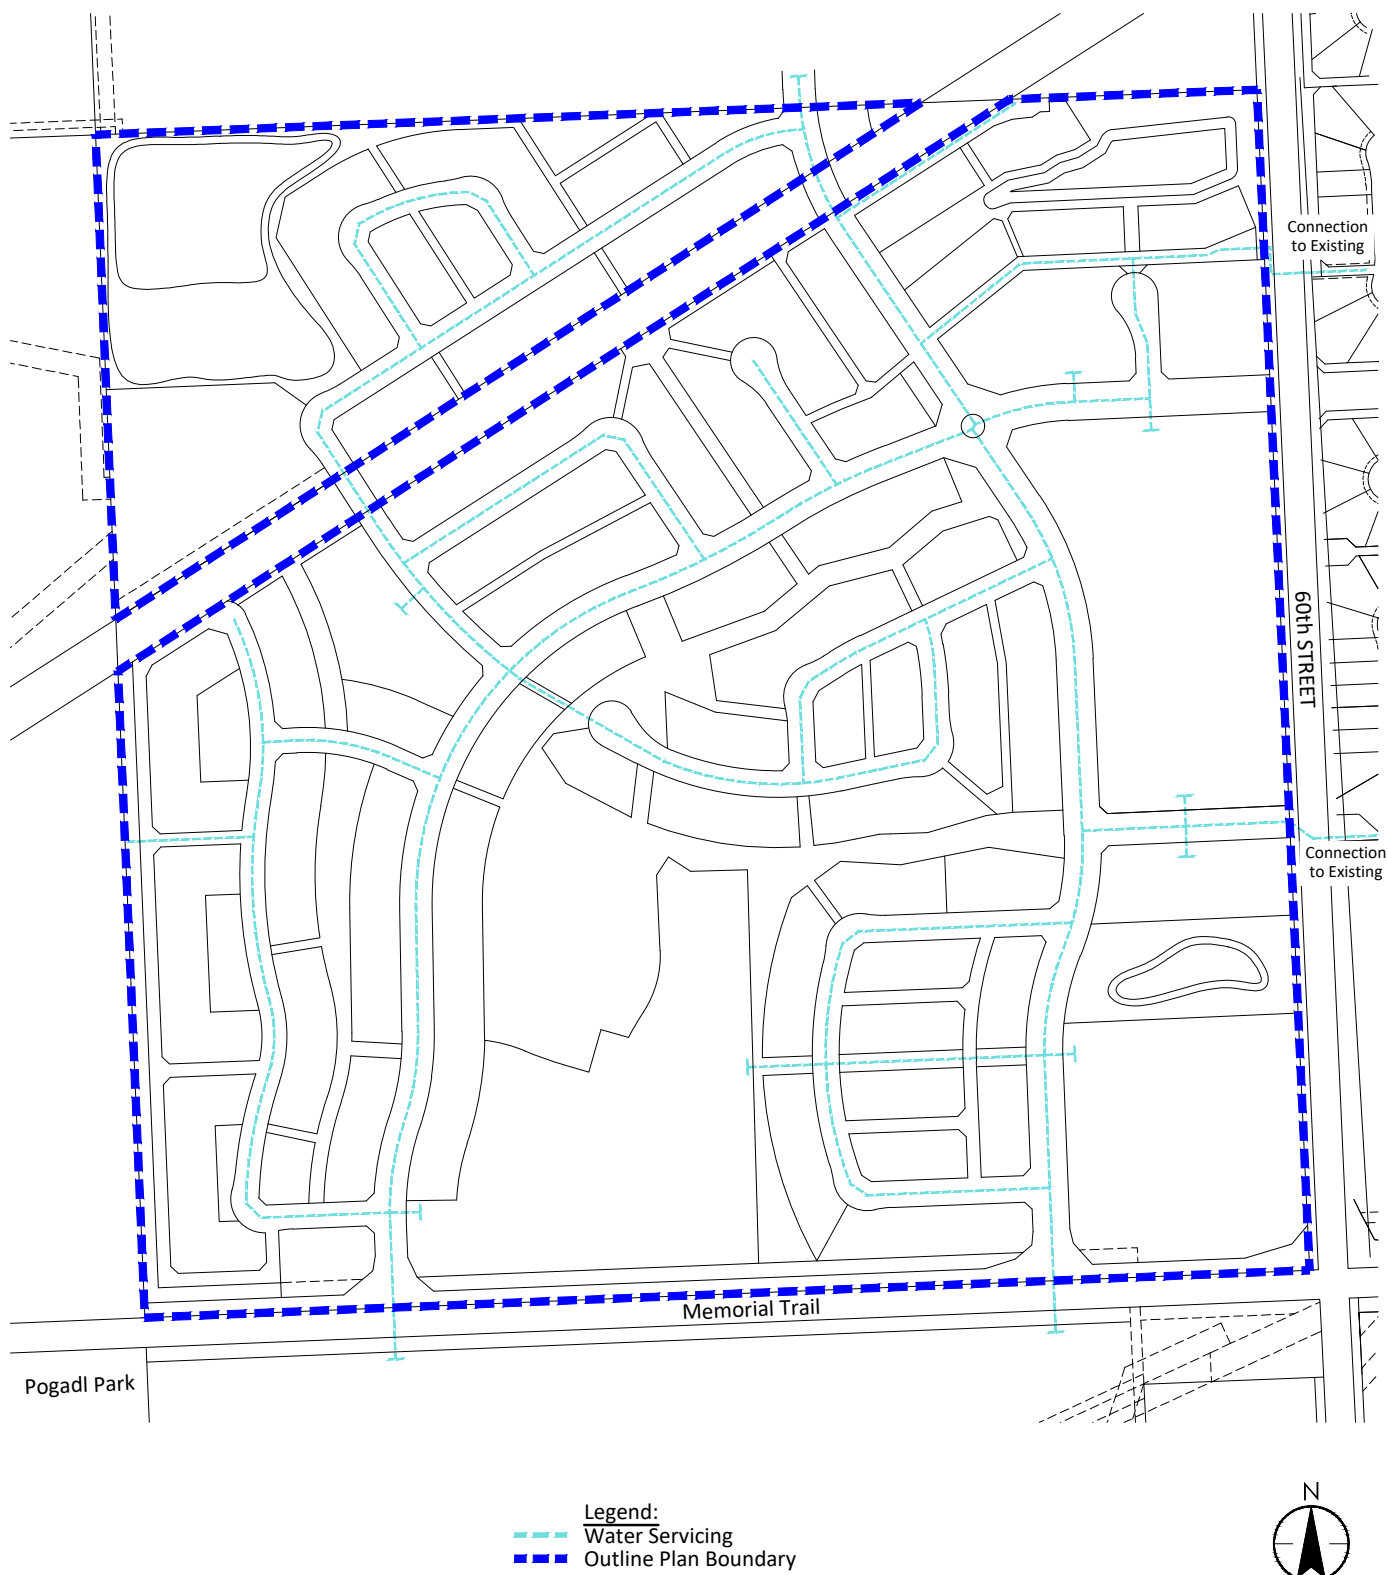 Connection
to Existing
60th STREET
Connection
to Existing
Memorial Trail
Pogadl Park
N
Legend:
Water Servicing
Outline Plan Boundary